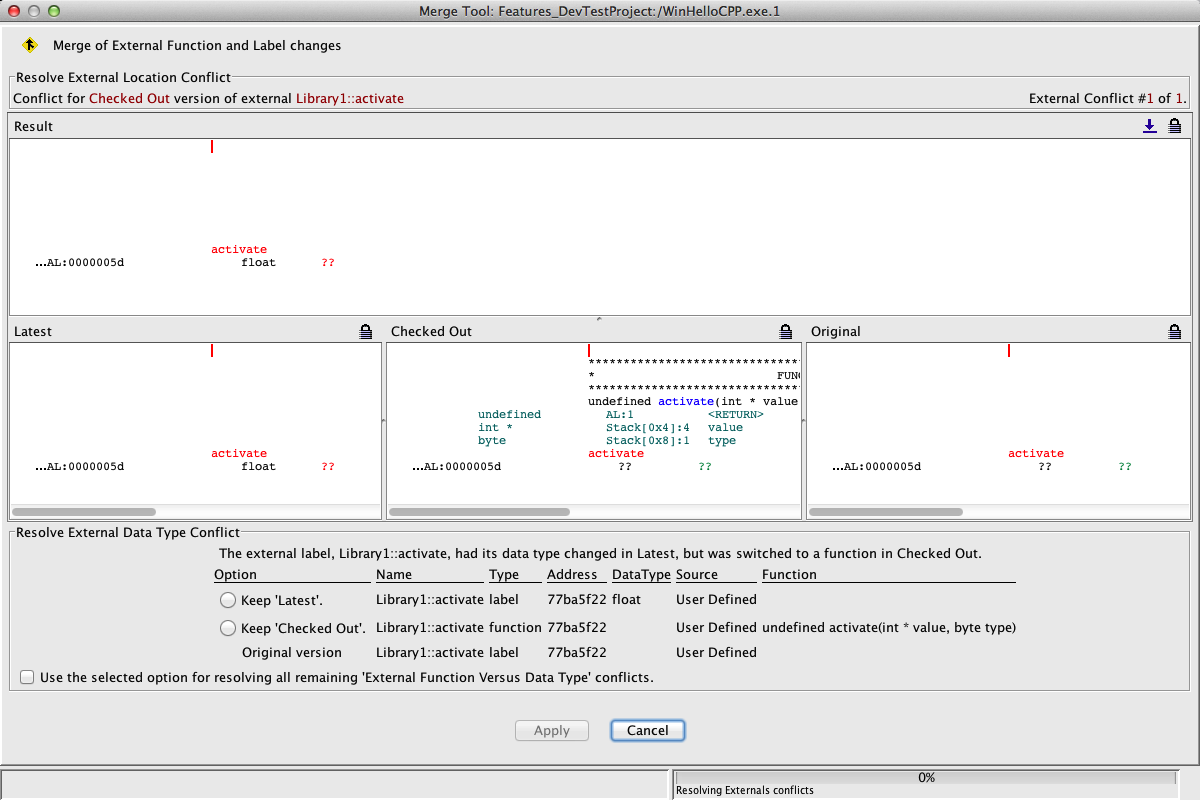 Merge Tool: Features_DevTestProject:/WinHelloCPP.exe.1
Merge of External Function and Label changes
Resolve External Location Conflict
Conflict for Checked Out version of external Library1::activate External Conflict #1 of 1.
Result
activate
...AL:0000005d float ??
Latest Checked Out Original
*******************************
* FUNC
*******************************
undefined activate(int * value
undefined AL:1 <RETURN>
int * Stack[0x4]:4 value
byte Stack[0x8]:1 type
activate activate activate
...AL:0000005d float ?? ...AL:0000005d ?? ?? ...AL:0000005d ?? ??
Resolve External Data Type Conflict
The external label, Library1::activate, had its data type changed in Latest, but was switched to a function in Checked Out.
Option Name Type Address DataType Source Function
Keep 'Latest'. Library1::activate label 77ba5f22 float User Defined
Keep 'Checked Out'. Library1::activate function 77ba5f22 User Defined undefined activate(int * value, byte type)
Original version Library1::activate label 77ba5f22 User Defined
Use the selected option for resolving all remaining 'External Function Versus Data Type' conflicts.
Apply Cancel
0%
Resolving Externals conflicts